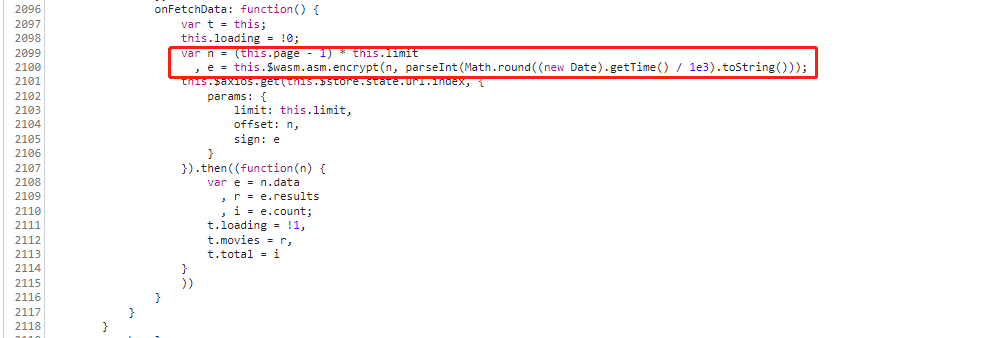 2096 onFetchData: function() {
2097 var t = this;
2098 this.loading = !0;
2099 var n = (this.page - 1) * this.limit
2100 , e = this.$wasm.asm.encrypt(n, parseInt(Math.round((new Date).getTime() / 1e3).toString()));
2101 this.$axios.get(this.$store.state.url.index, {
2102 params: {
2103 limit: this.limit,
2104 offset: n,
2105 sign: e
2106 }
2107 }).then((function(n) {
2108 var e = n.data
2109 , r = e.results
2110 , i = e.count;
2111 t.loading = !1,
2112 t.movies = r,
2113 t.total = i
2114 }
2115 ))
2116 }
2117 }
2118 }